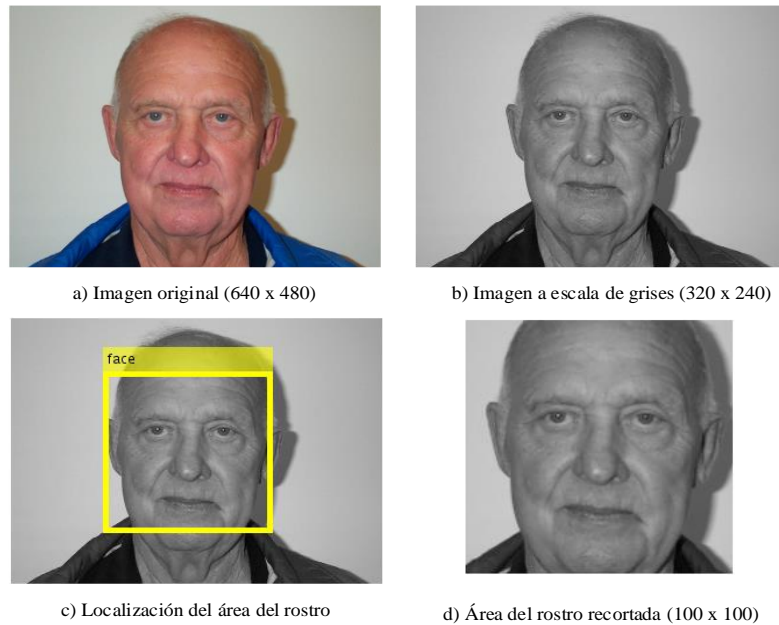 a) Imagen original (640 x 480)
b) Imagen a escala de grises (320 x 240)
face
c) Localización del área del rostro
d) Área del rostro recortada (100 x 100)